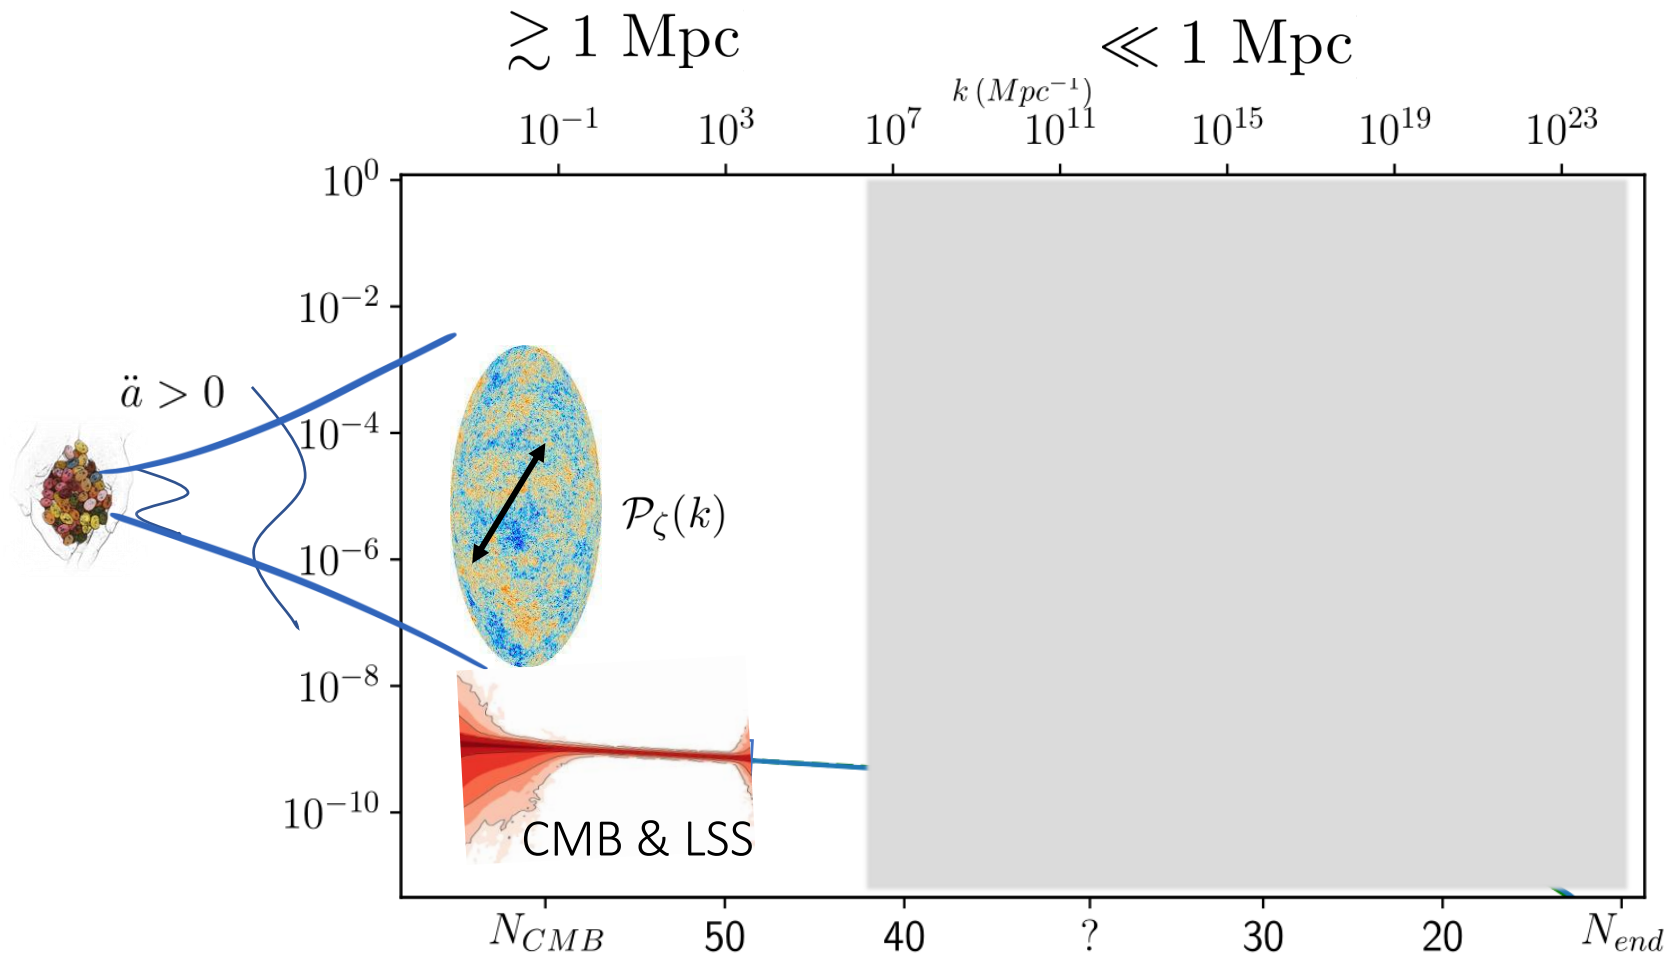 ≳ 1 Mpc
≪ 1 Mpc
k (Mpc⁻¹)
10⁻¹ 10³ 10⁷ 10¹¹ 10¹⁵ 10¹⁹ 10²³
10⁰
10⁻²
ä > 0
10⁻⁴
𝒫_ζ(k)
10⁻⁶
10⁻⁸
10⁻¹⁰
CMB & LSS
N_CMB 50 40 ? 30 20 N_end